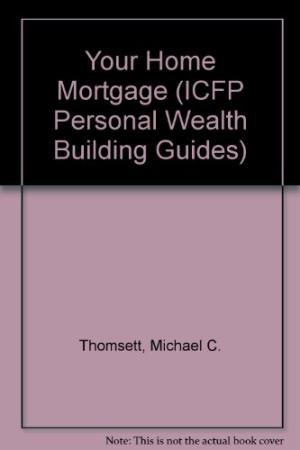 Your Home
Mortgage (ICFP
Personal Wealth
Building Guides)
Thomsett, Michael C.
Note: This is not the actual book cover